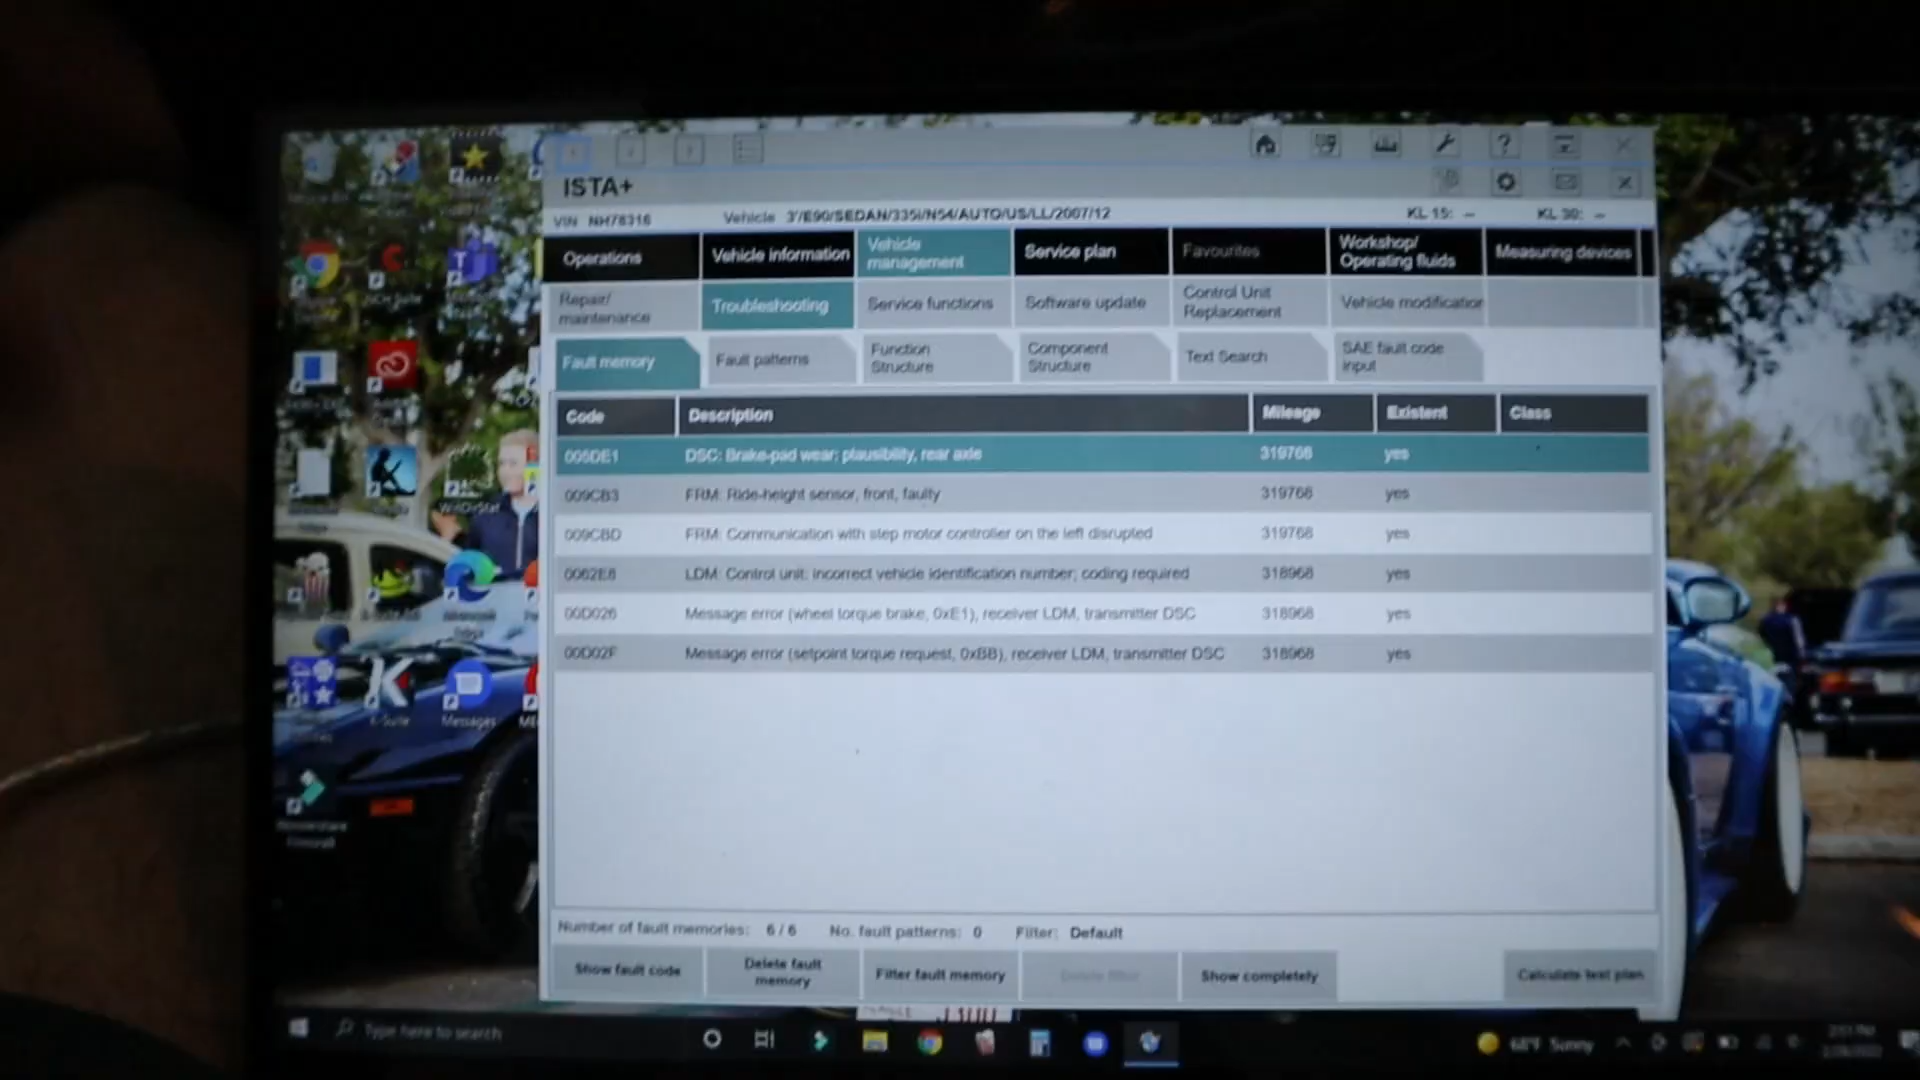 ISTA+
VIN NH78316 Vehicle 3'/E90/SEDAN/335I/N54/AUTO/US/LL/2007/12 KL 15: -- KL 30: --
Operations Vehicle information Vehicle management Service plan Favourites Workshop/ Operating fluids Measuring devices
Repair/ maintenance Troubleshooting Service functions Software update Control Unit Replacement Vehicle modification
Fault memory Fault patterns Function Structure Component Structure Text Search SAE fault code input
Code Description Mileage Existent Class
005DE1 DSC: Brake-pad wear: plausibility, rear axle 319768 yes
009CB3 FRM: Ride-height sensor, front, faulty 319768 yes
009CBD FRM: Communication with step motor controller on the left disrupted 319768 yes
0062E8 LDM: Control unit: incorrect vehicle identification number; coding required 318968 yes
00D026 Message error (wheel torque brake, 0xE1), receiver LDM, transmitter DSC 318968 yes
00D02F Message error (setpoint torque request, 0xBB), receiver LDM, transmitter DSC 318968 yes
Number of fault memories: 6 / 6 No. fault patterns: 0 Filter: Default
Show fault code Delete fault memory Filter fault memory Delete filter Show completely Calculate test plan
WinDirStat
K-Suite Messages
Type here to search 68°F Sunny